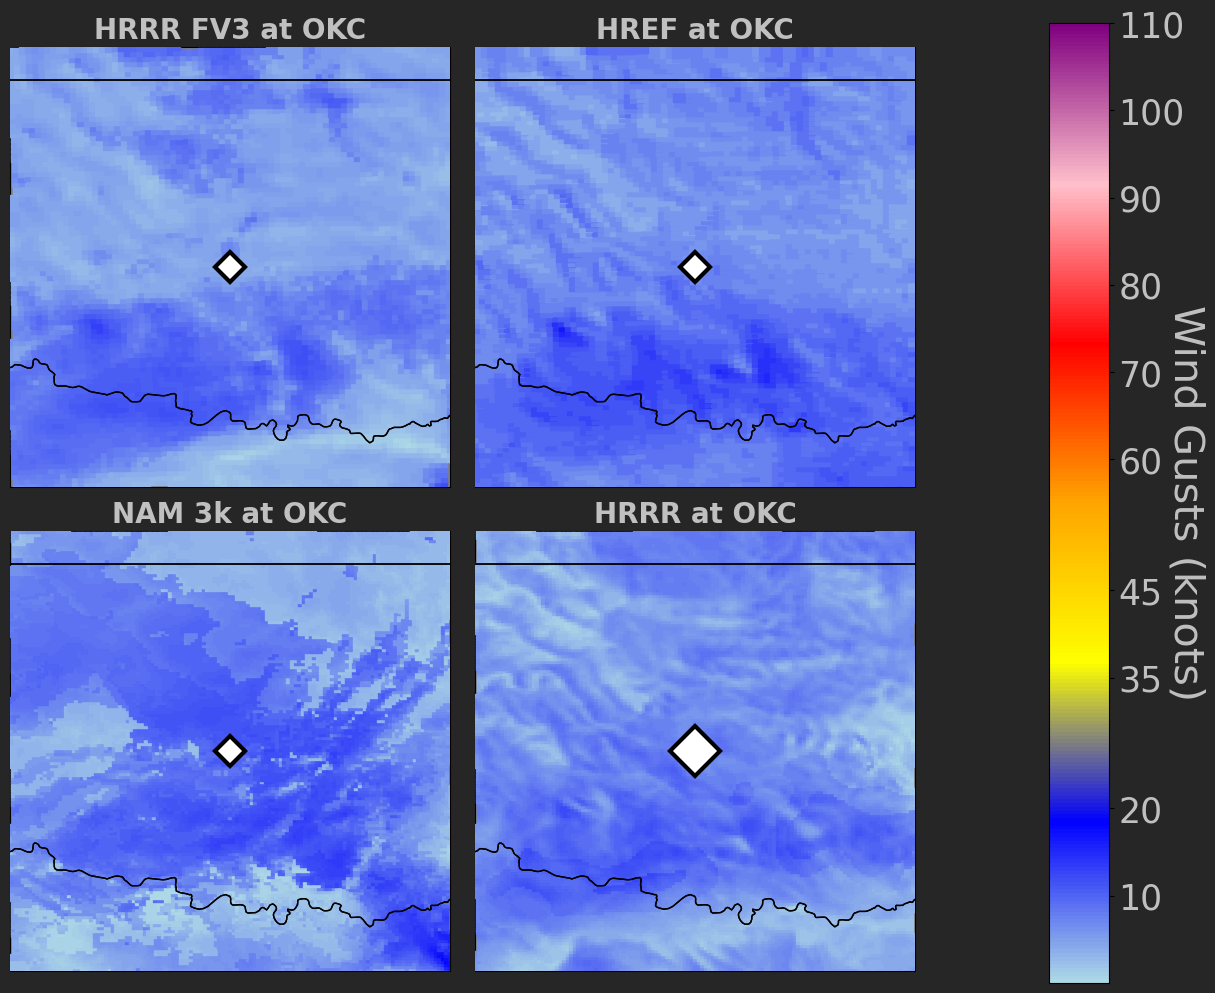 HRRR FV3 at OKC
HREF at OKC
NAM 3k at OKC
HRRR at OKC
110
100
90
80
70
60
45
35
20
10
Wind Gusts (knots)